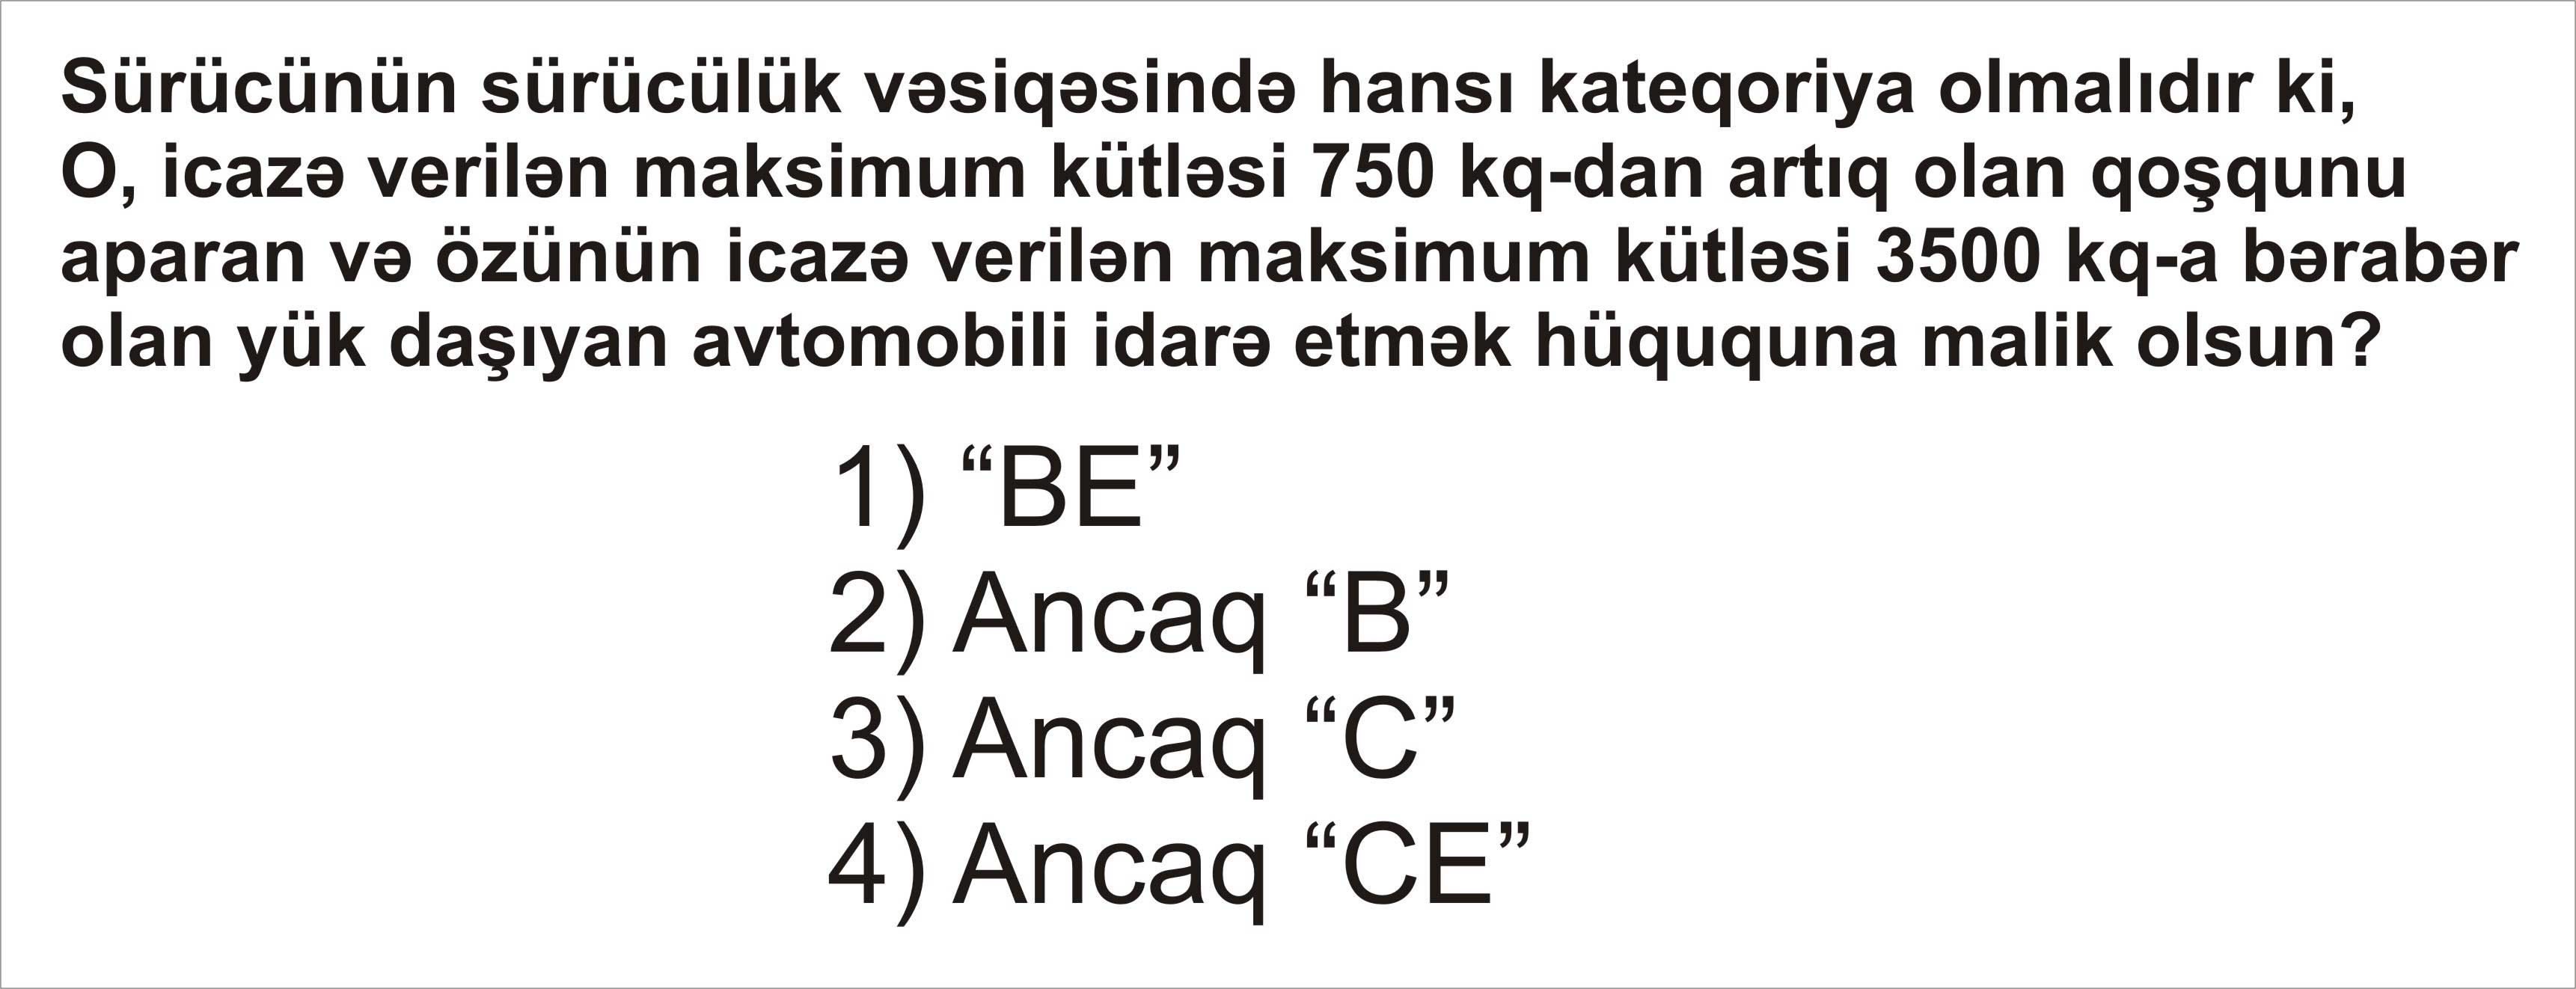 Sürücünün sürücülük vəsiqəsində hansı kateqoriya olmalıdır ki,
O, icazə verilən maksimum kütləsi 750 kq-dan artıq olan qoşqunu
aparan və özünün icazə verilən maksimum kütləsi 3500 kq-a bərabər
olan yük daşıyan avtomobili idarə etmək hüququna malik olsun?
1) “BE”
2) Ancaq “B”
3) Ancaq “C”
4) Ancaq “CE”